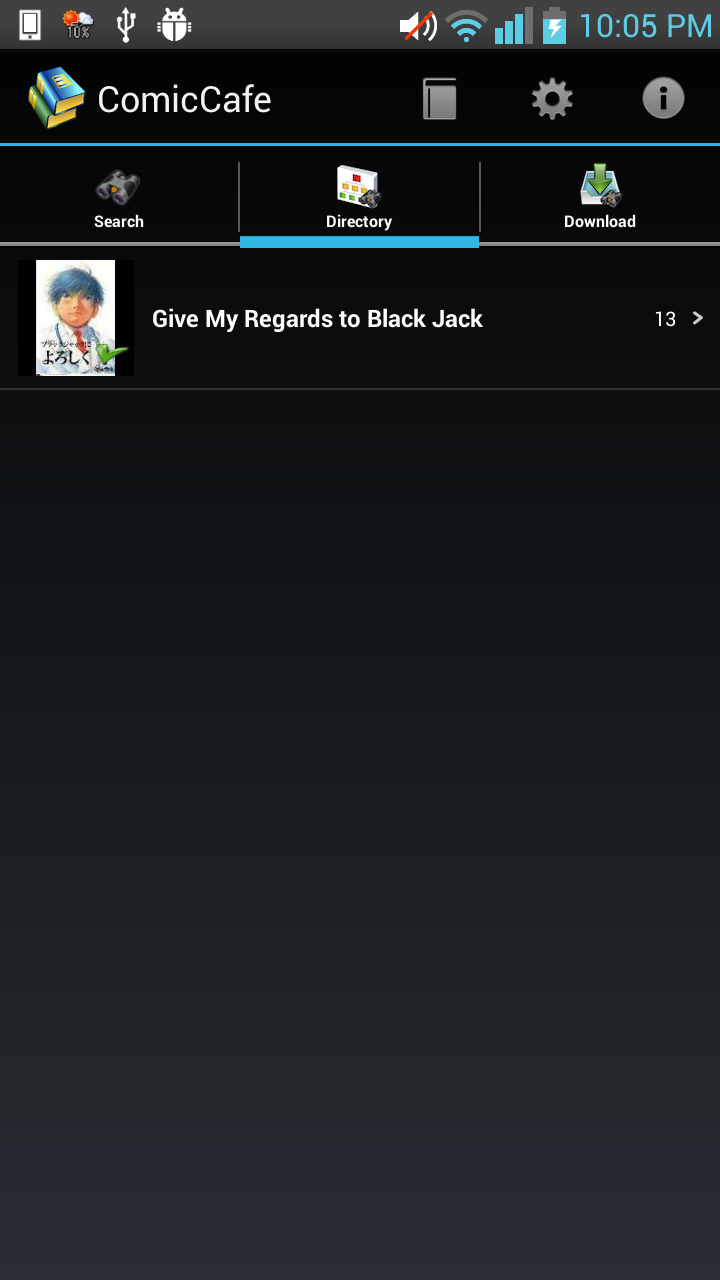 10%
10:05 PM
ComicCafe
Search
Directory
Download
Give My Regards to Black Jack
13
ブラックジャックに
よろしく